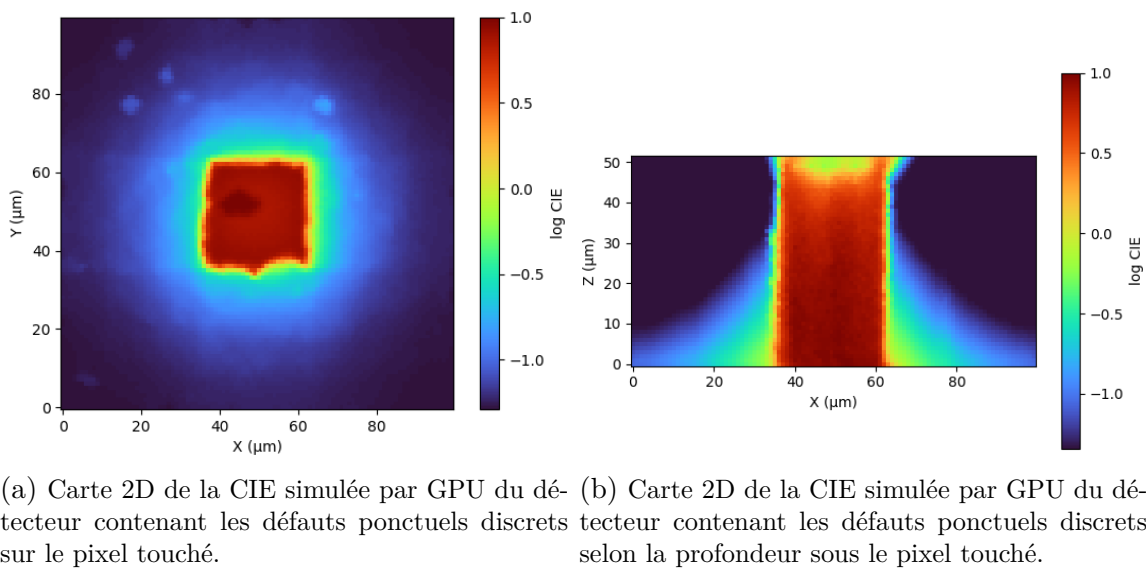 1.0
0.5
0.0
−0.5
−1.0
log CIE
80
60
40
20
0
Y (µm)
0 20 40 60 80
X (µm)
1.0
0.5
0.0
−0.5
−1.0
log CIE
50
40
30
20
10
0
Z (µm)
0 20 40 60 80
X (µm)
(a) Carte 2D de la CIE simulée par GPU du dé-
tecteur contenant les défauts ponctuels discrets
sur le pixel touché.
(b) Carte 2D de la CIE simulée par GPU du dé-
tecteur contenant les défauts ponctuels discrets
selon la profondeur sous le pixel touché.